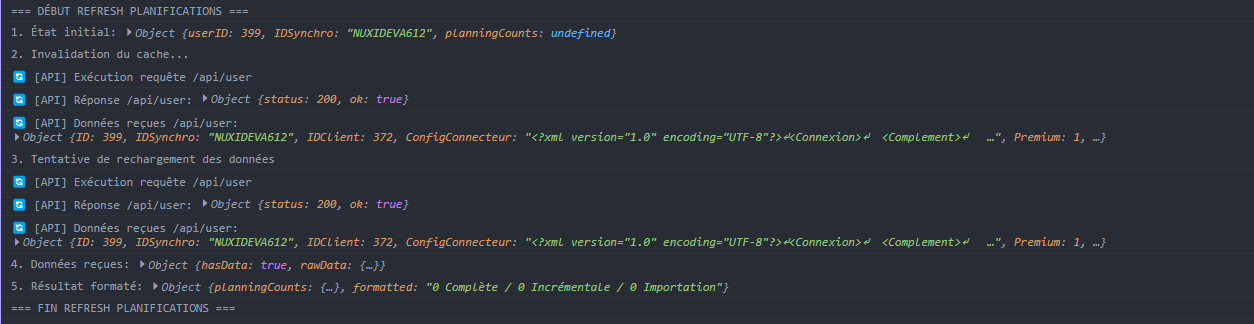 === DÉBUT REFRESH PLANIFICATIONS ===
1. État initial: Object {userID: 399, IDSynchro: "NUXIDEVA612", planningCounts: undefined}
2. Invalidation du cache...
[API] Exécution requête /api/user
[API] Réponse /api/user: Object {status: 200, ok: true}
[API] Données reçues /api/user:
Object {ID: 399, IDSynchro: "NUXIDEVA612", IDClient: 372, ConfigConnecteur: "<?xml version="1.0" encoding="UTF-8"?>↵<Connexion>↵ <Complement>↵ …", Premium: 1, …}
3. Tentative de rechargement des données
[API] Exécution requête /api/user
[API] Réponse /api/user: Object {status: 200, ok: true}
[API] Données reçues /api/user:
Object {ID: 399, IDSynchro: "NUXIDEVA612", IDClient: 372, ConfigConnecteur: "<?xml version="1.0" encoding="UTF-8"?>↵<Connexion>↵ <Complement>↵ …", Premium: 1, …}
4. Données reçues: Object {hasData: true, rawData: {…}}
5. Résultat formaté: Object {planningCounts: {…}, formatted: "0 Complète / 0 Incrémentale / 0 Importation"}
=== FIN REFRESH PLANIFICATIONS ===